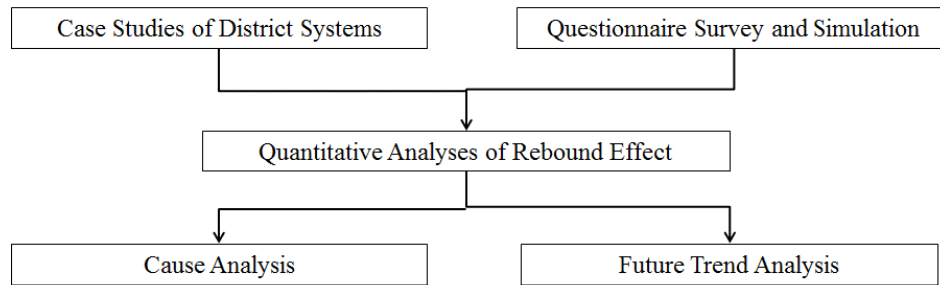 Case Studies of District Systems
Questionnaire Survey and Simulation
Quantitative Analyses of Rebound Effect
Cause Analysis
Future Trend Analysis